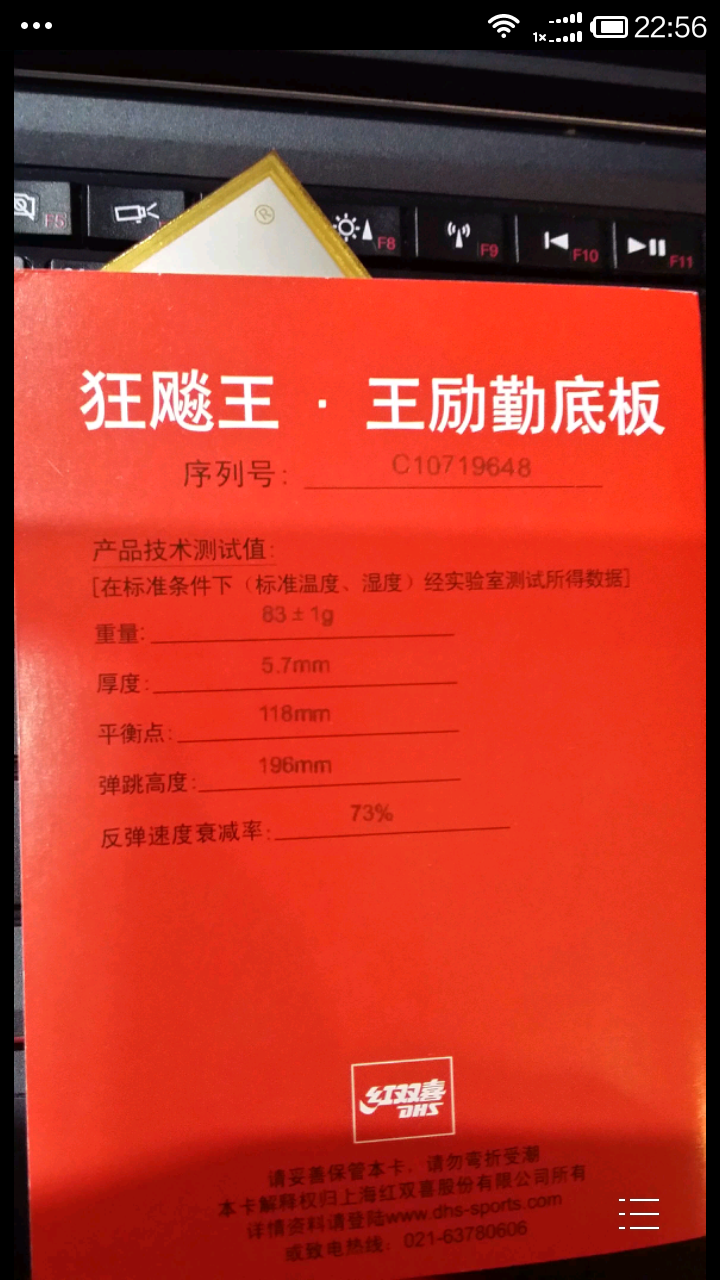 22:56
1×
F5
F8
F9
F10
F11
®
狂飚王 · 王励勤底板
序列号: C10719648
产品技术测试值:
[在标准条件下（标准温度、湿度）经实验室测试所得数据]
重量: 83±1g
厚度: 5.7mm
平衡点: 118mm
弹跳高度: 196mm
反弹速度衰减率: 73%
红双喜
DHS
请妥善保管本卡，请勿弯折受潮
本卡解释权归上海红双喜股份有限公司所有
详情资料请登陆www.dhs-sports.com
或致电热线：021-63780606